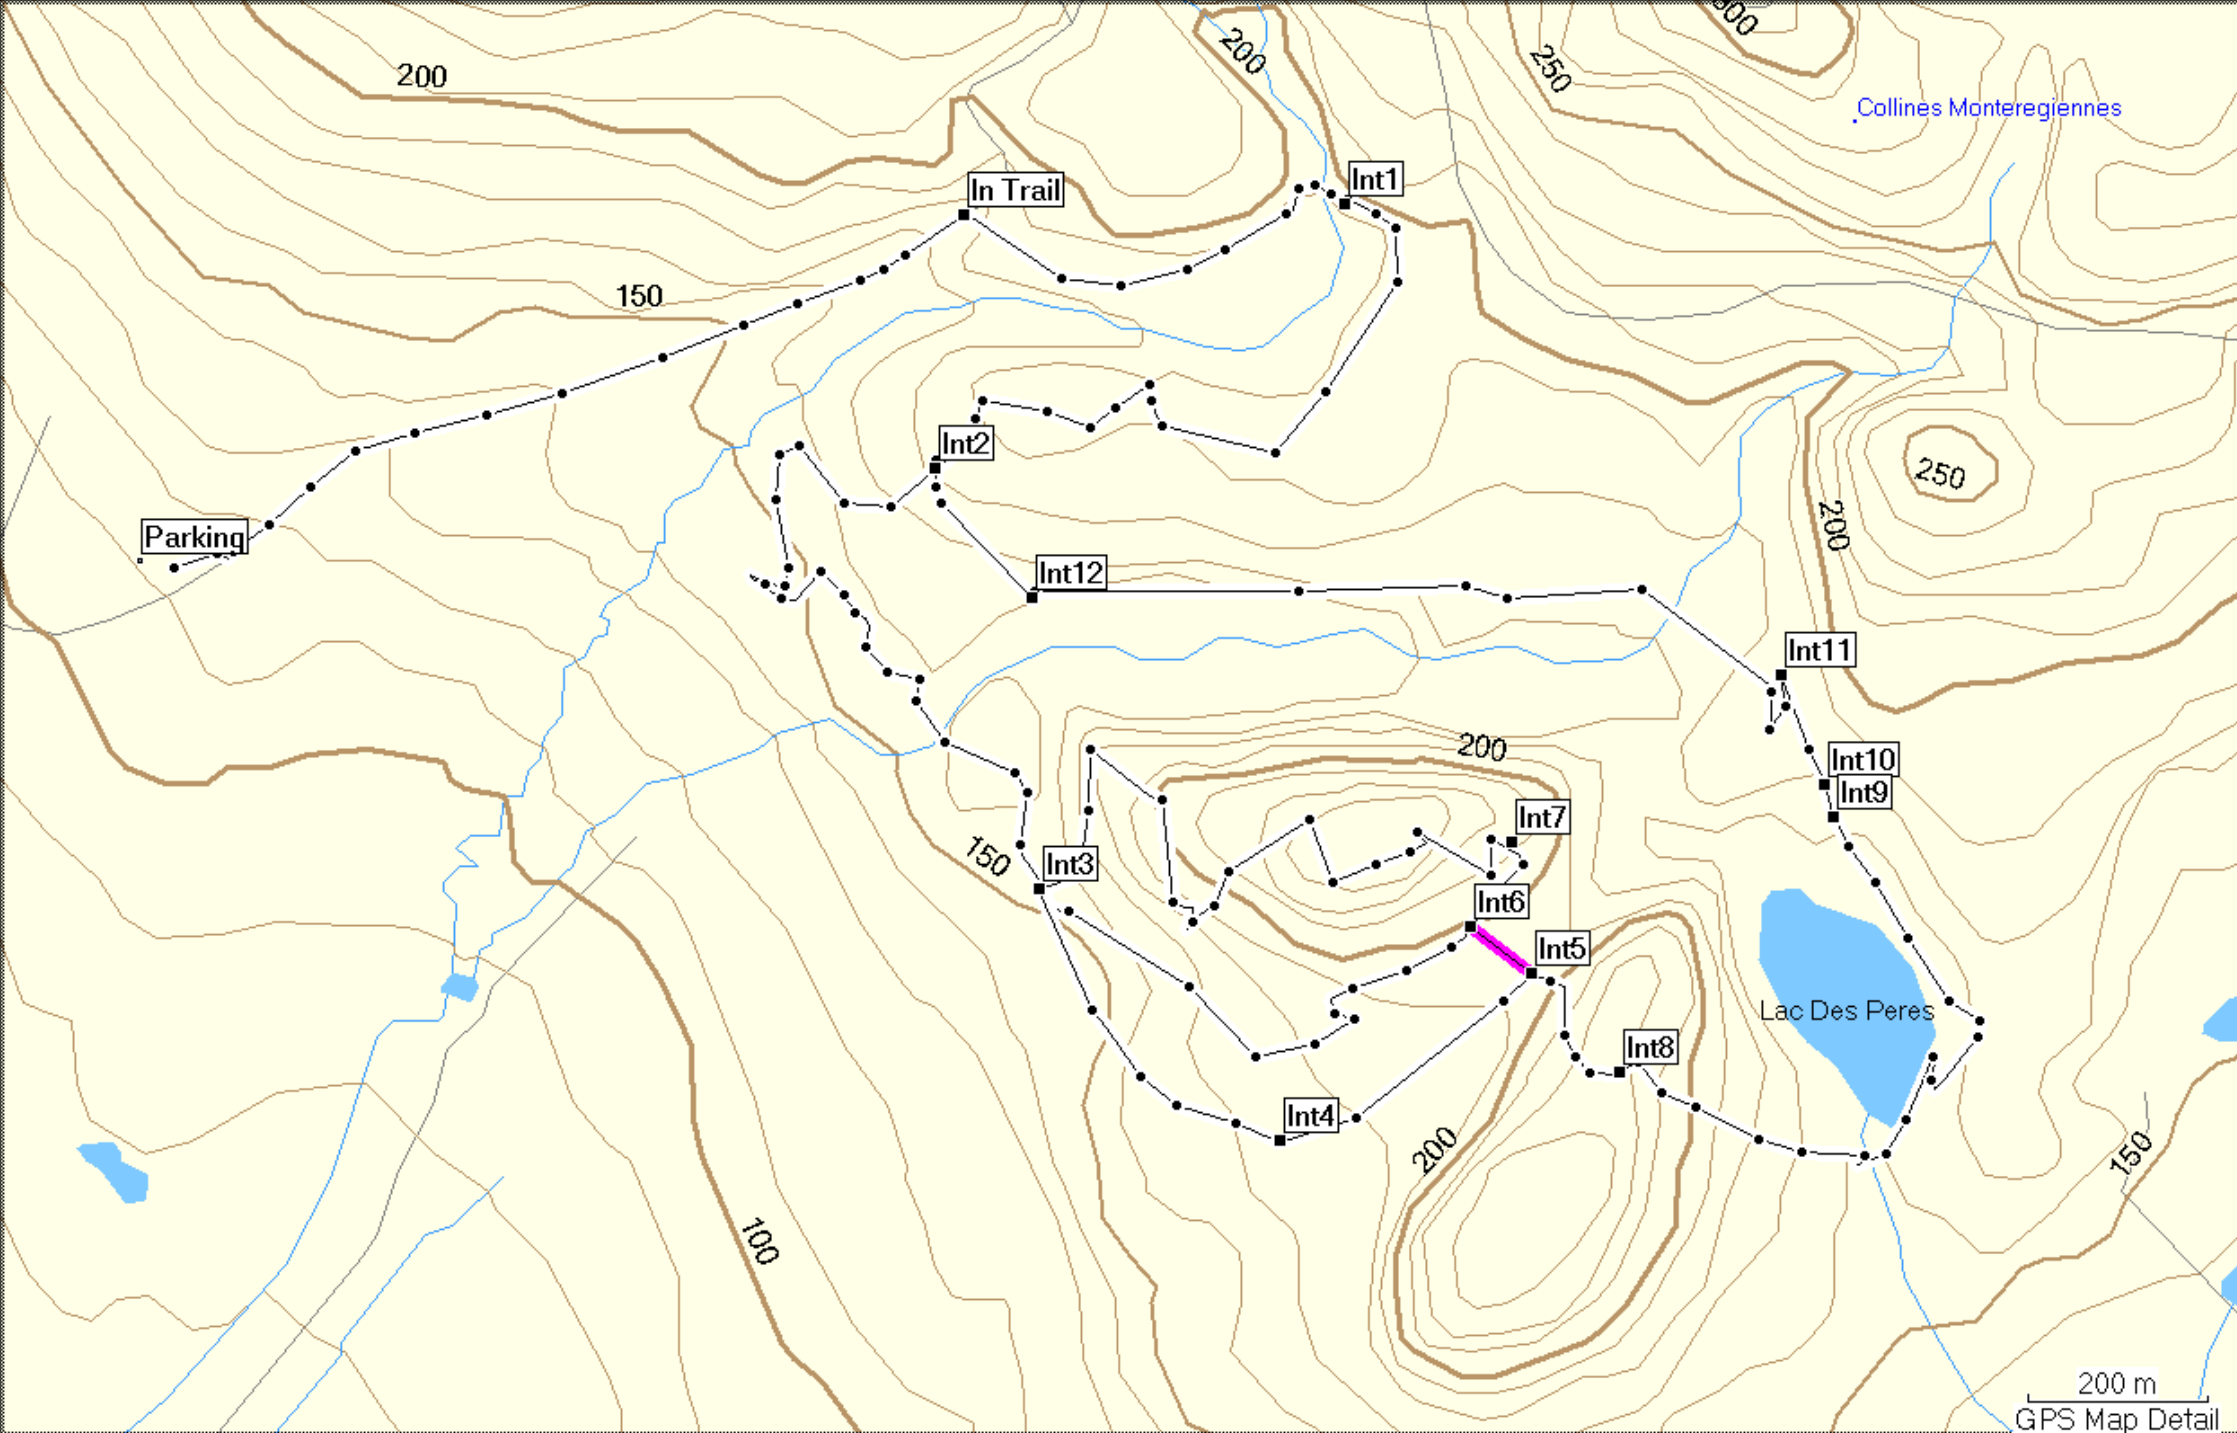 200
200
250
Collines Monteregiennes
In Trail
Int1
150
Int2
250
200
Parking
Int12
Int11
200
Int10
Int9
Int7
150
Int3
Int6
Int5
Lac Des Peres
Int8
Int4
200
150
100
200 m
GPS Map Detail